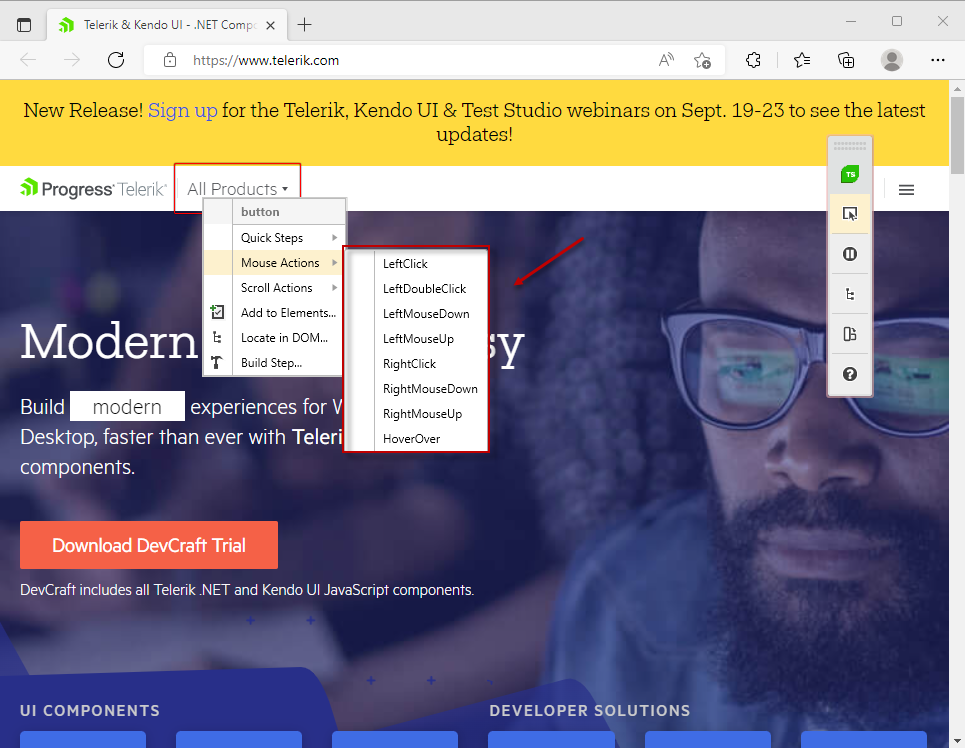 Telerik & Kendo UI - .NET Compo
https://www.telerik.com
New Release! Sign up for the Telerik, Kendo UI & Test Studio webinars on Sept. 19-23 to see the latest
updates!
Progress Telerik
All Products
TS
button
Quick Steps
Mouse Actions
Scroll Actions
Add to Elements...
Locate in DOM...
Build Step...
LeftClick
LeftDoubleClick
LeftMouseDown
LeftMouseUp
RightClick
RightMouseDown
RightMouseUp
HoverOver
Modern sy
Build modern experiences for W
Desktop, faster than ever with Teleri
components.
Download DevCraft Trial
DevCraft includes all Telerik .NET and Kendo UI JavaScript components.
UI COMPONENTS
DEVELOPER SOLUTIONS